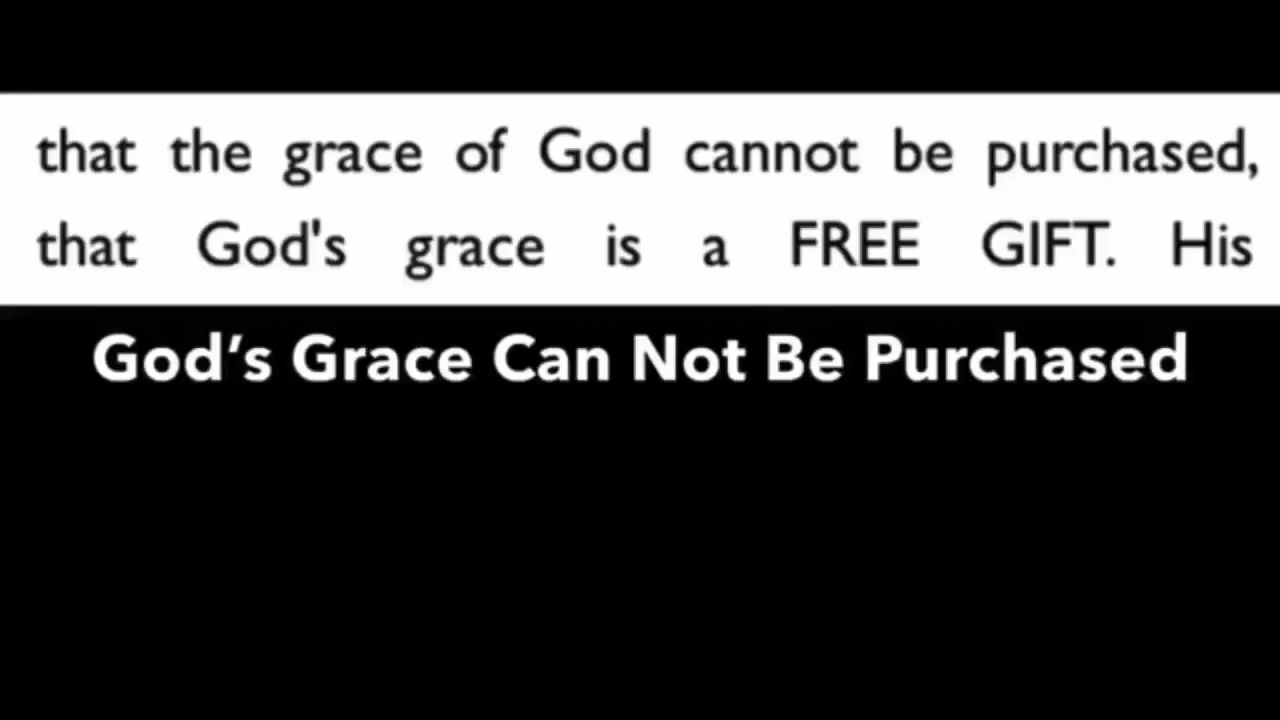 that the grace of God cannot be purchased,
that God's grace is a FREE GIFT. His
God’s Grace Can Not Be Purchased